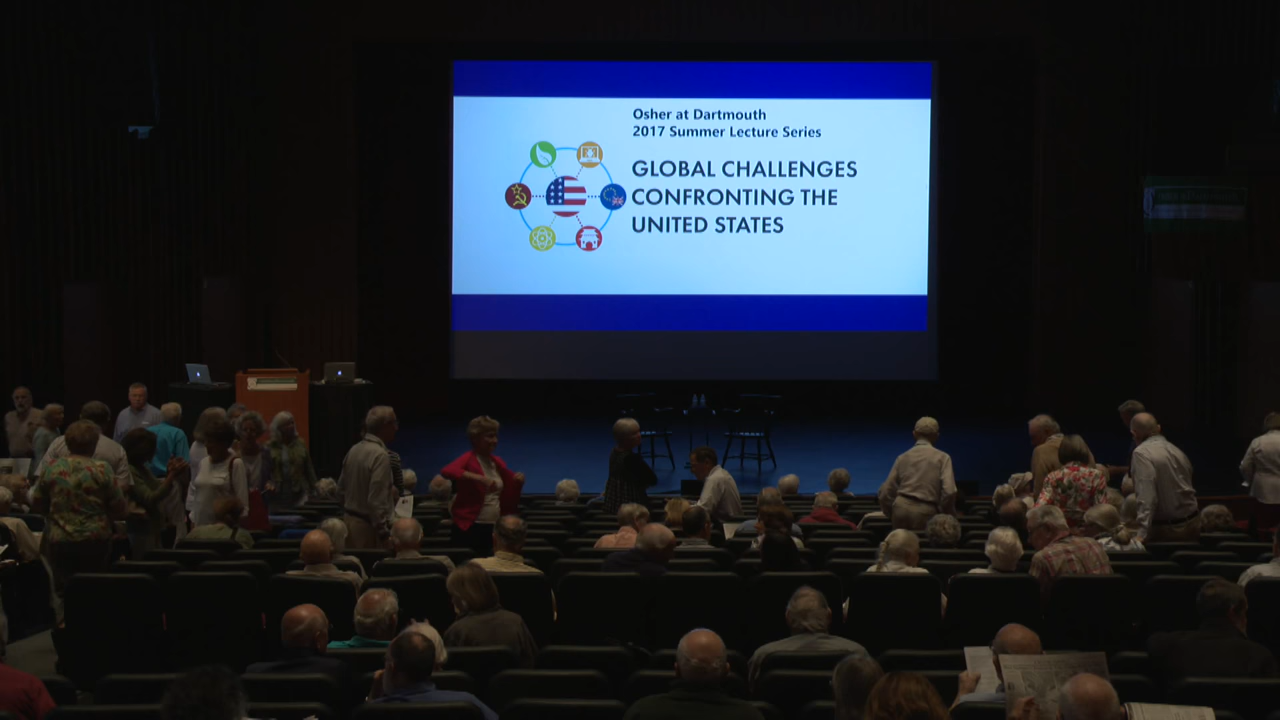 Osher at Dartmouth
2017 Summer Lecture Series
GLOBAL CHALLENGES
CONFRONTING THE
UNITED STATES